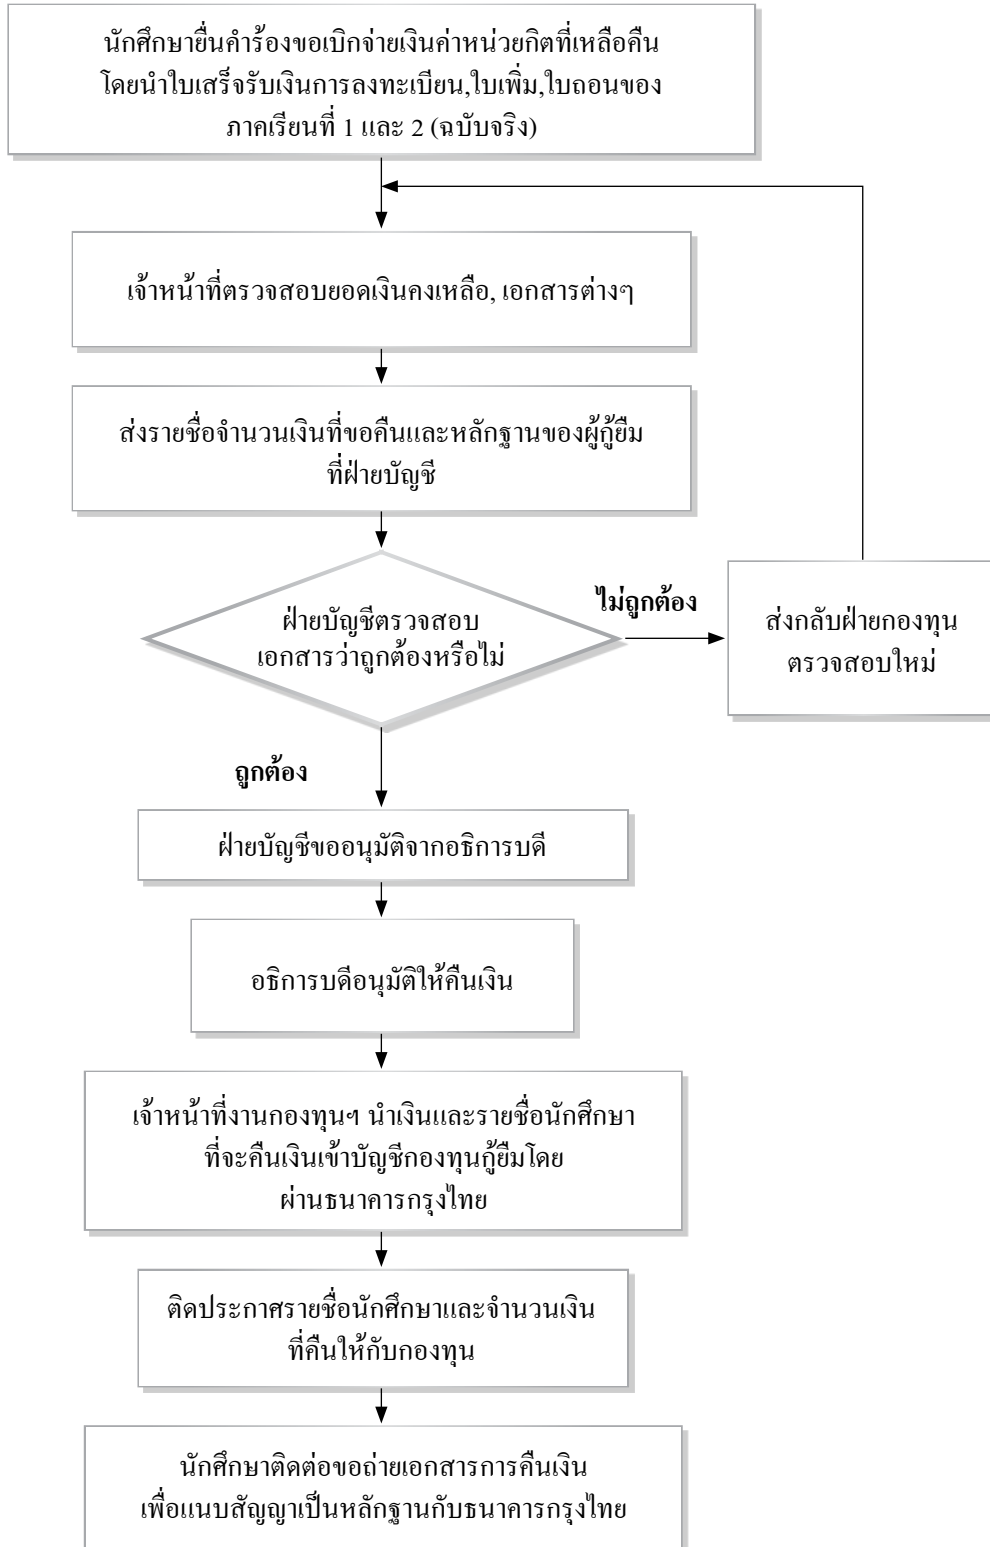 นักศึกษายื่นคำร้องขอเบิกจ่ายเงินค่าหน่วยกิตที่เหลือคืน
โดยนำใบเสร็จรับเงินการลงทะเบียน,ใบเพิ่ม,ใบถอนของ
ภาคเรียนที่ 1 และ 2 (ฉบับจริง)
เจ้าหน้าที่ตรวจสอบยอดเงินคงเหลือ, เอกสารต่างๆ
ส่งรายชื่อจำนวนเงินที่ขอคืนและหลักฐานของผู้กู้ยืม
ที่ฝ่ายบัญชี
ฝ่ายบัญชีตรวจสอบ
เอกสารว่าถูกต้องหรือไม่
ไม่ถูกต้อง
ส่งกลับฝ่ายกองทุน
ตรวจสอบใหม่
ถูกต้อง
ฝ่ายบัญชีขออนุมัติจากอธิการบดี
อธิการบดีอนุมัติให้คืนเงิน
เจ้าหน้าที่งานกองทุนฯ นำเงินและรายชื่อนักศึกษา
ที่จะคืนเงินเข้าบัญชีกองทุนกู้ยืมโดย
ผ่านธนาคารกรุงไทย
ติดประกาศรายชื่อนักศึกษาและจำนวนเงิน
ที่คืนให้กับกองทุน
นักศึกษาติดต่อขอถ่ายเอกสารการคืนเงิน
เพื่อแนบสัญญาเป็นหลักฐานกับธนาคารกรุงไทย